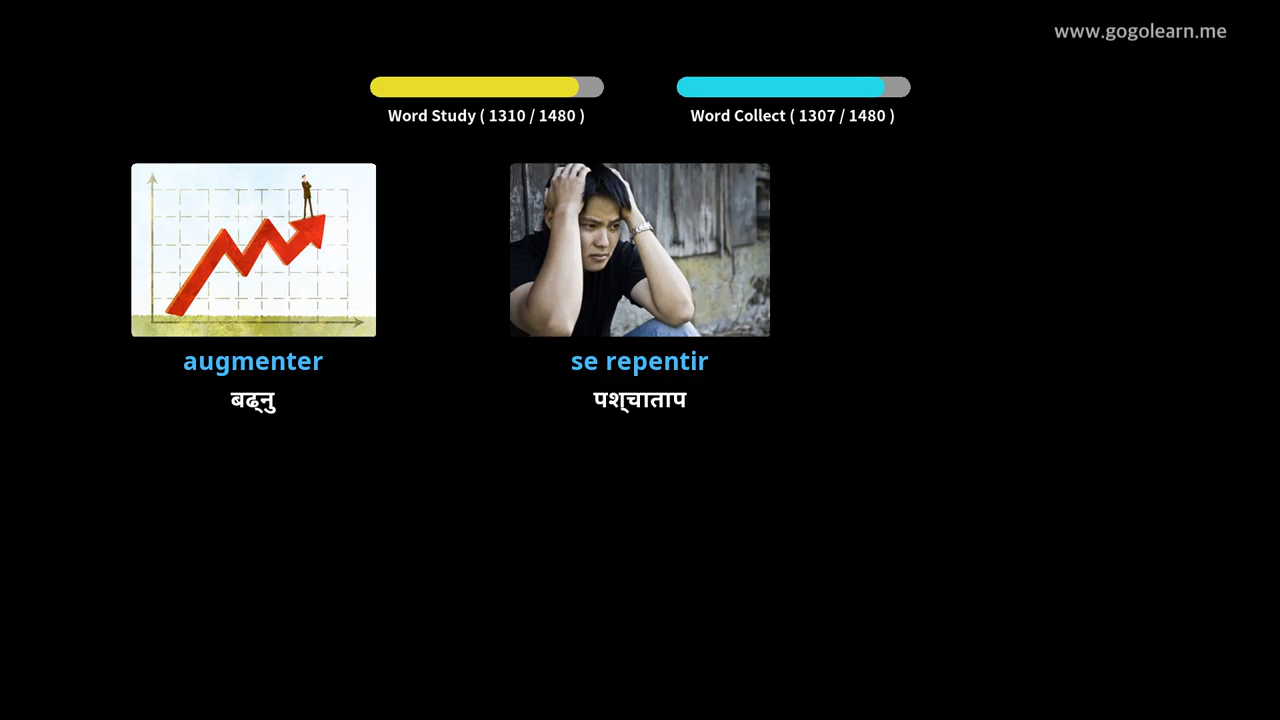 www.gogolearn.me
Word Study ( 1310 / 1480 )
Word Collect ( 1307 / 1480 )
augmenter
se repentir
बढ्नु
पश्चाताप